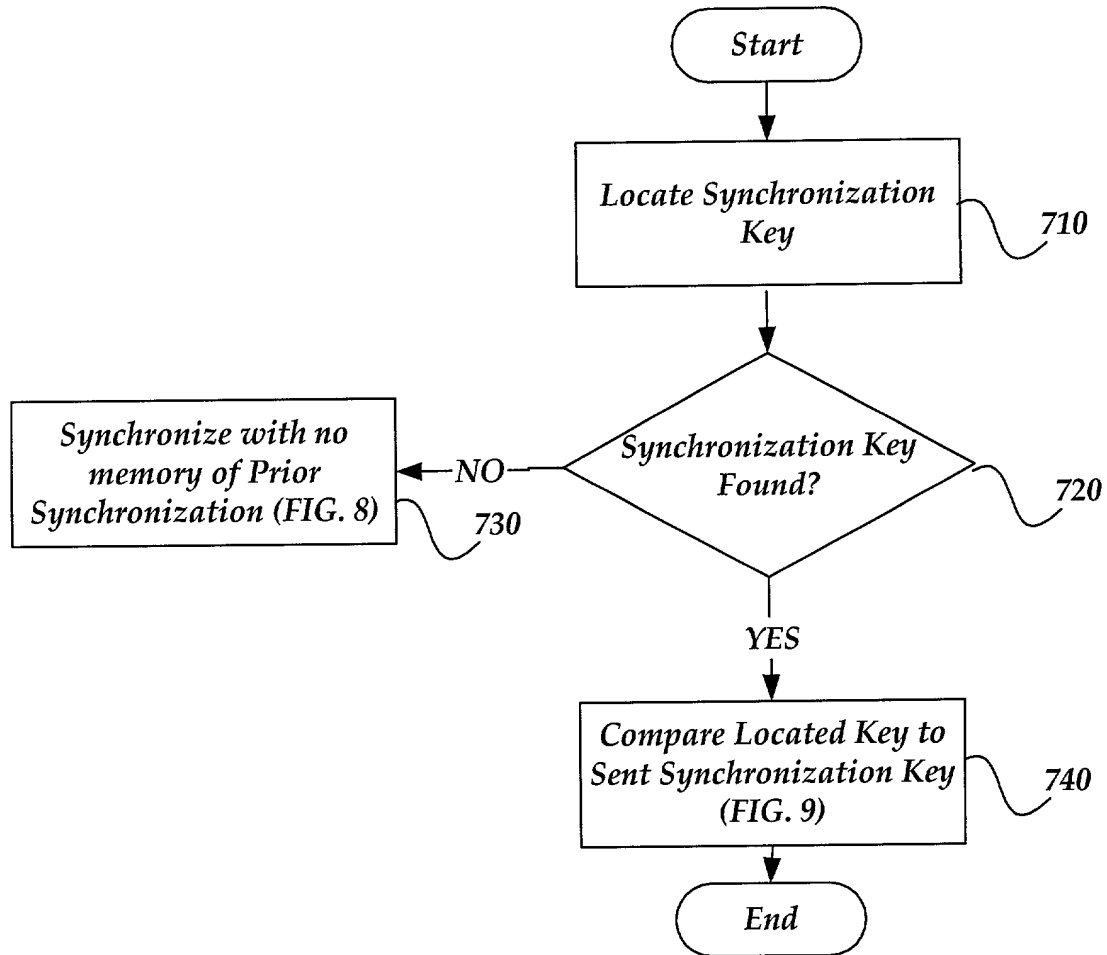 Start
Locate Synchronization
Key
710
Synchronization Key
Found?
720
NO
Synchronize with no
memory of Prior
Synchronization (FIG. 8)
730
YES
Compare Located Key to
Sent Synchronization Key
(FIG. 9)
740
End